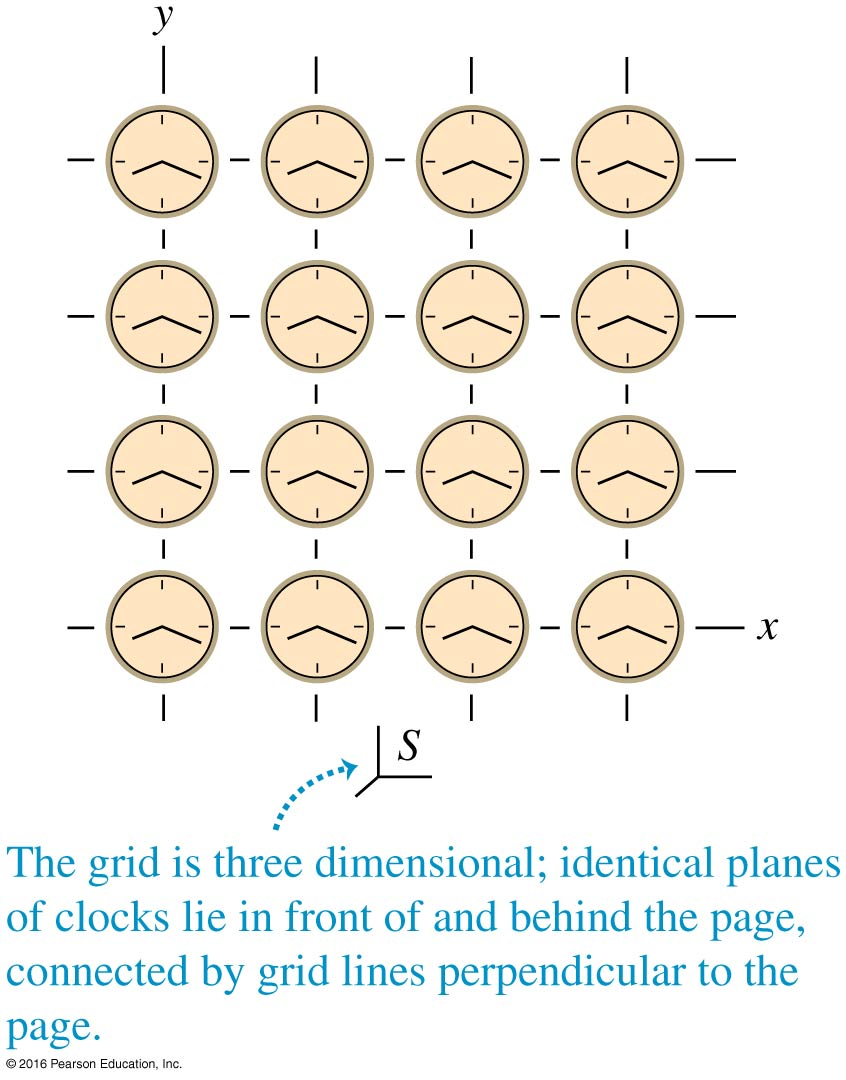 y
x
S
The grid is three dimensional; identical planes
of clocks lie in front of and behind the page,
connected by grid lines perpendicular to the
page.
© 2016 Pearson Education, Inc.